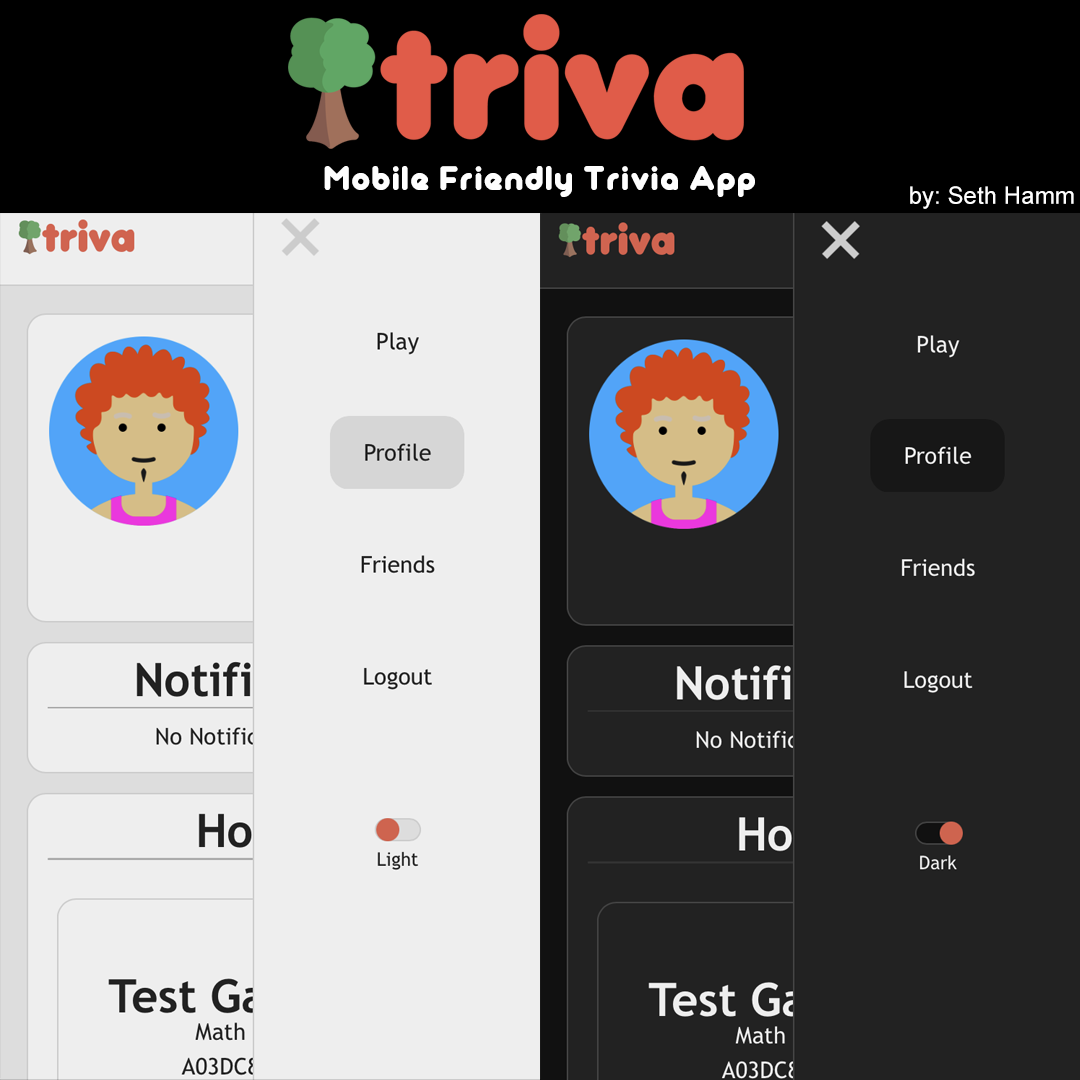 triva
Mobile Friendly Trivia App
by: Seth Hamm
triva
Play
Profile
Friends
Logout
Notifi
No Notific
Ho
Light
Test Ga
Math
A03DC8
triva
Play
Profile
Friends
Logout
Notifi
No Notific
Ho
Dark
Test Ga
Math
A03DC8